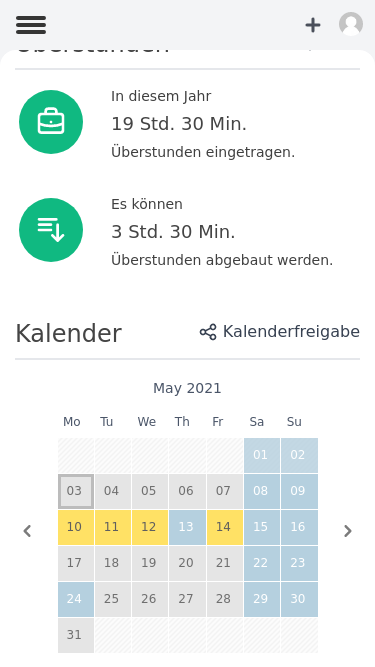 Überstunden
In diesem Jahr
19 Std. 30 Min.
Überstunden eingetragen.
Es können
3 Std. 30 Min.
Überstunden abgebaut werden.
Kalender
Kalenderfreigabe
May 2021
Mo Tu We Th Fr Sa Su
01 02
03 04 05 06 07 08 09
10 11 12 13 14 15 16
17 18 19 20 21 22 23
24 25 26 27 28 29 30
31